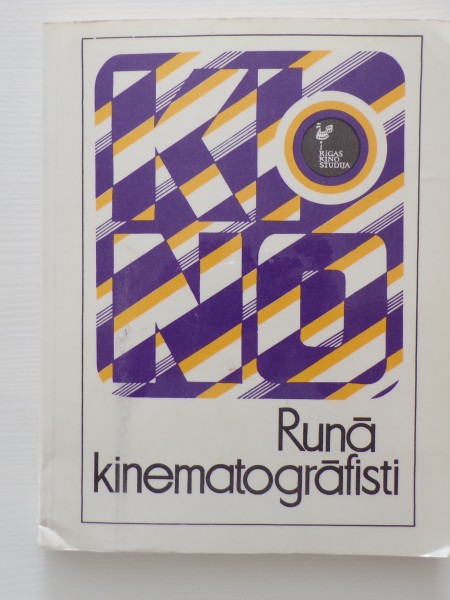 KI
NO
RĪGAS
KINO
STUDIJA
Runā
kinematogrāfisti